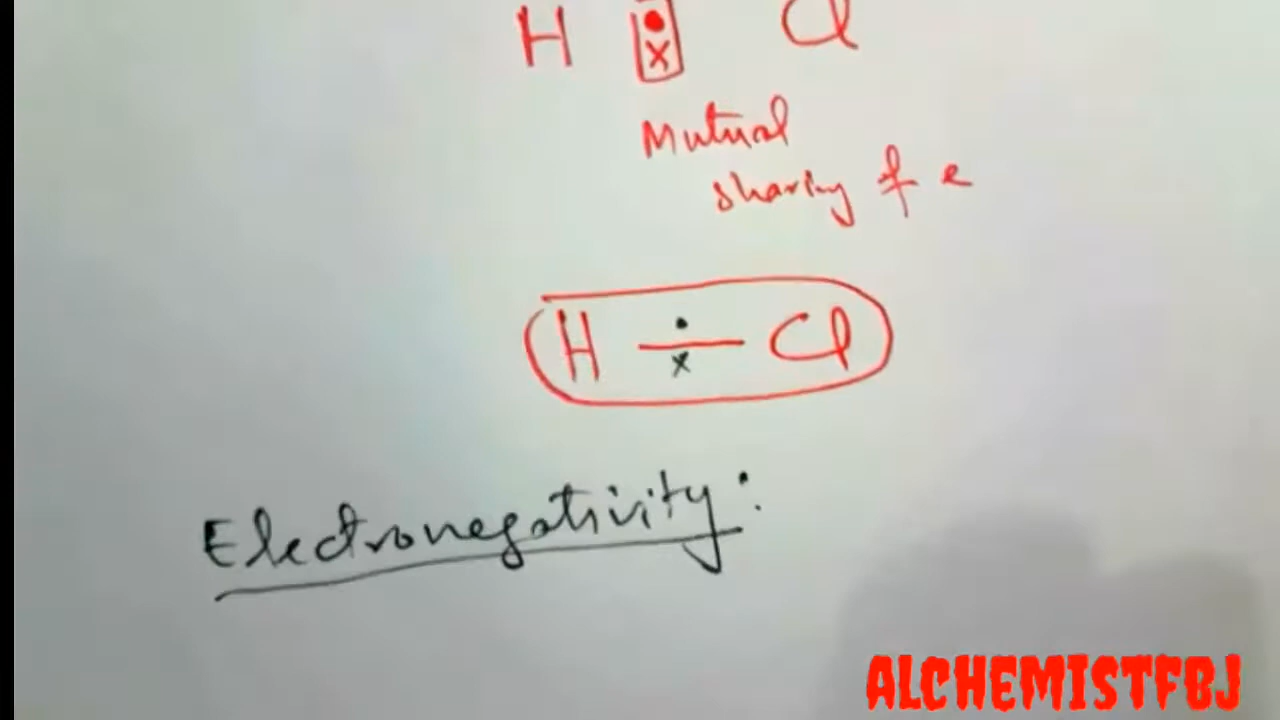 H • x Cl
Mutual
sharing of e
H • — x Cl
Electronegativity:
ALCHEMISTFBJ